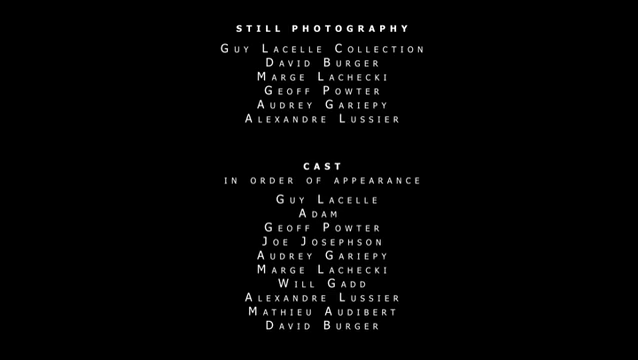 STILL PHOTOGRAPHY
GUY LACELLE COLLECTION
DAVID BURGER
MARGE LACHECKI
GEOFF POWTER
AUDREY GARIEPY
ALEXANDRE LUSSIER
CAST
IN ORDER OF APPEARANCE
GUY LACELLE
ADAM
GEOFF POWTER
JOE JOSEPHSON
AUDREY GARIEPY
MARGE LACHECKI
WILL GADD
ALEXANDRE LUSSIER
MATHIEU AUDIBERT
DAVID BURGER